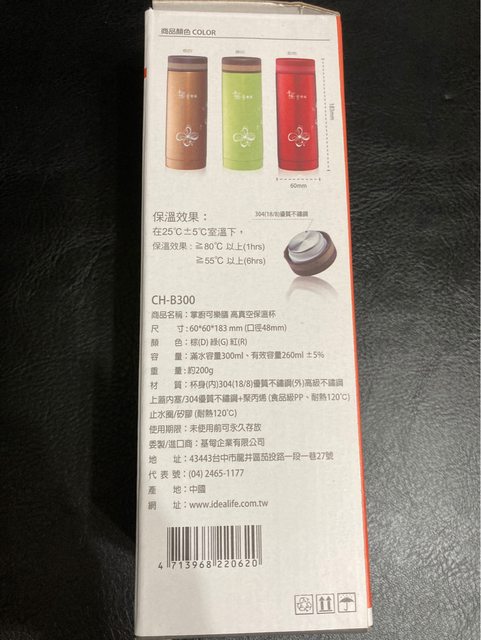 商品顏色 COLOR
183mm
60mm
304(18/8)優質不鏽鋼
保溫效果：
在25℃±5℃室溫下，
保溫效果：≧80℃ 以上(1hrs)
≧55℃ 以上(6hrs)
CH-B300
商品名稱：掌廚可樂膳 高真空保溫杯
尺 寸：60*60*183 mm (口徑48mm)
顏 色：棕(D) 綠(G) 紅(R)
容 量：滿水容量300ml、有效容量260ml ±5%
重 量：約200g
材 質：杯身(內)304(18/8)優質不鏽鋼(外)高級不鏽鋼
上蓋內塞/304優質不鏽鋼+聚丙烯 (食品級PP、耐熱120℃)
止水圈/矽膠 (耐熱120℃)
使用期限：未使用前可永久存放
委製/進口商：基甸企業有限公司
地 址：43443台中市龍井區茄投路一段一巷27號
代 表 號：(04) 2465-1177
產 地：中國
網 址：www.idealife.com.tw
4 713968 220620